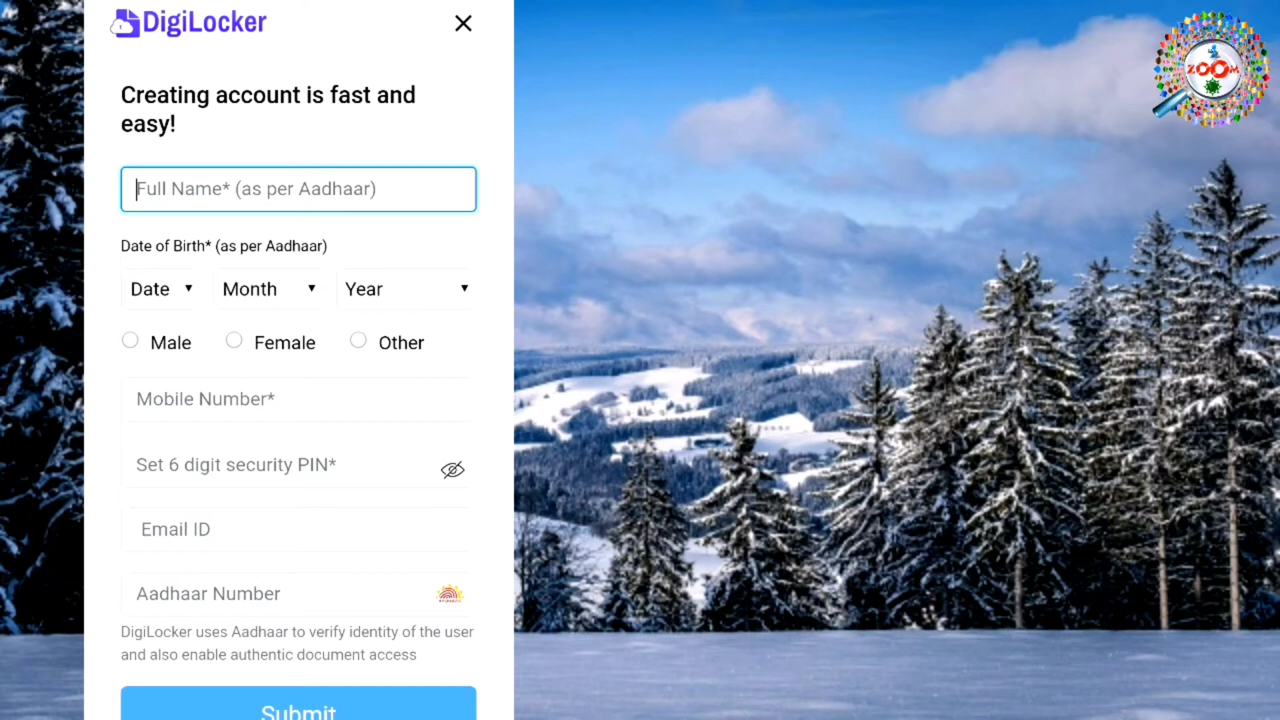 DigiLocker
Creating account is fast and
easy!
Full Name* (as per Aadhaar)
Date of Birth* (as per Aadhaar)
Date Month Year
Male Female Other
Mobile Number*
Set 6 digit security PIN*
Email ID
Aadhaar Number
DigiLocker uses Aadhaar to verify identity of the user
and also enable authentic document access
Submit
ZOOM